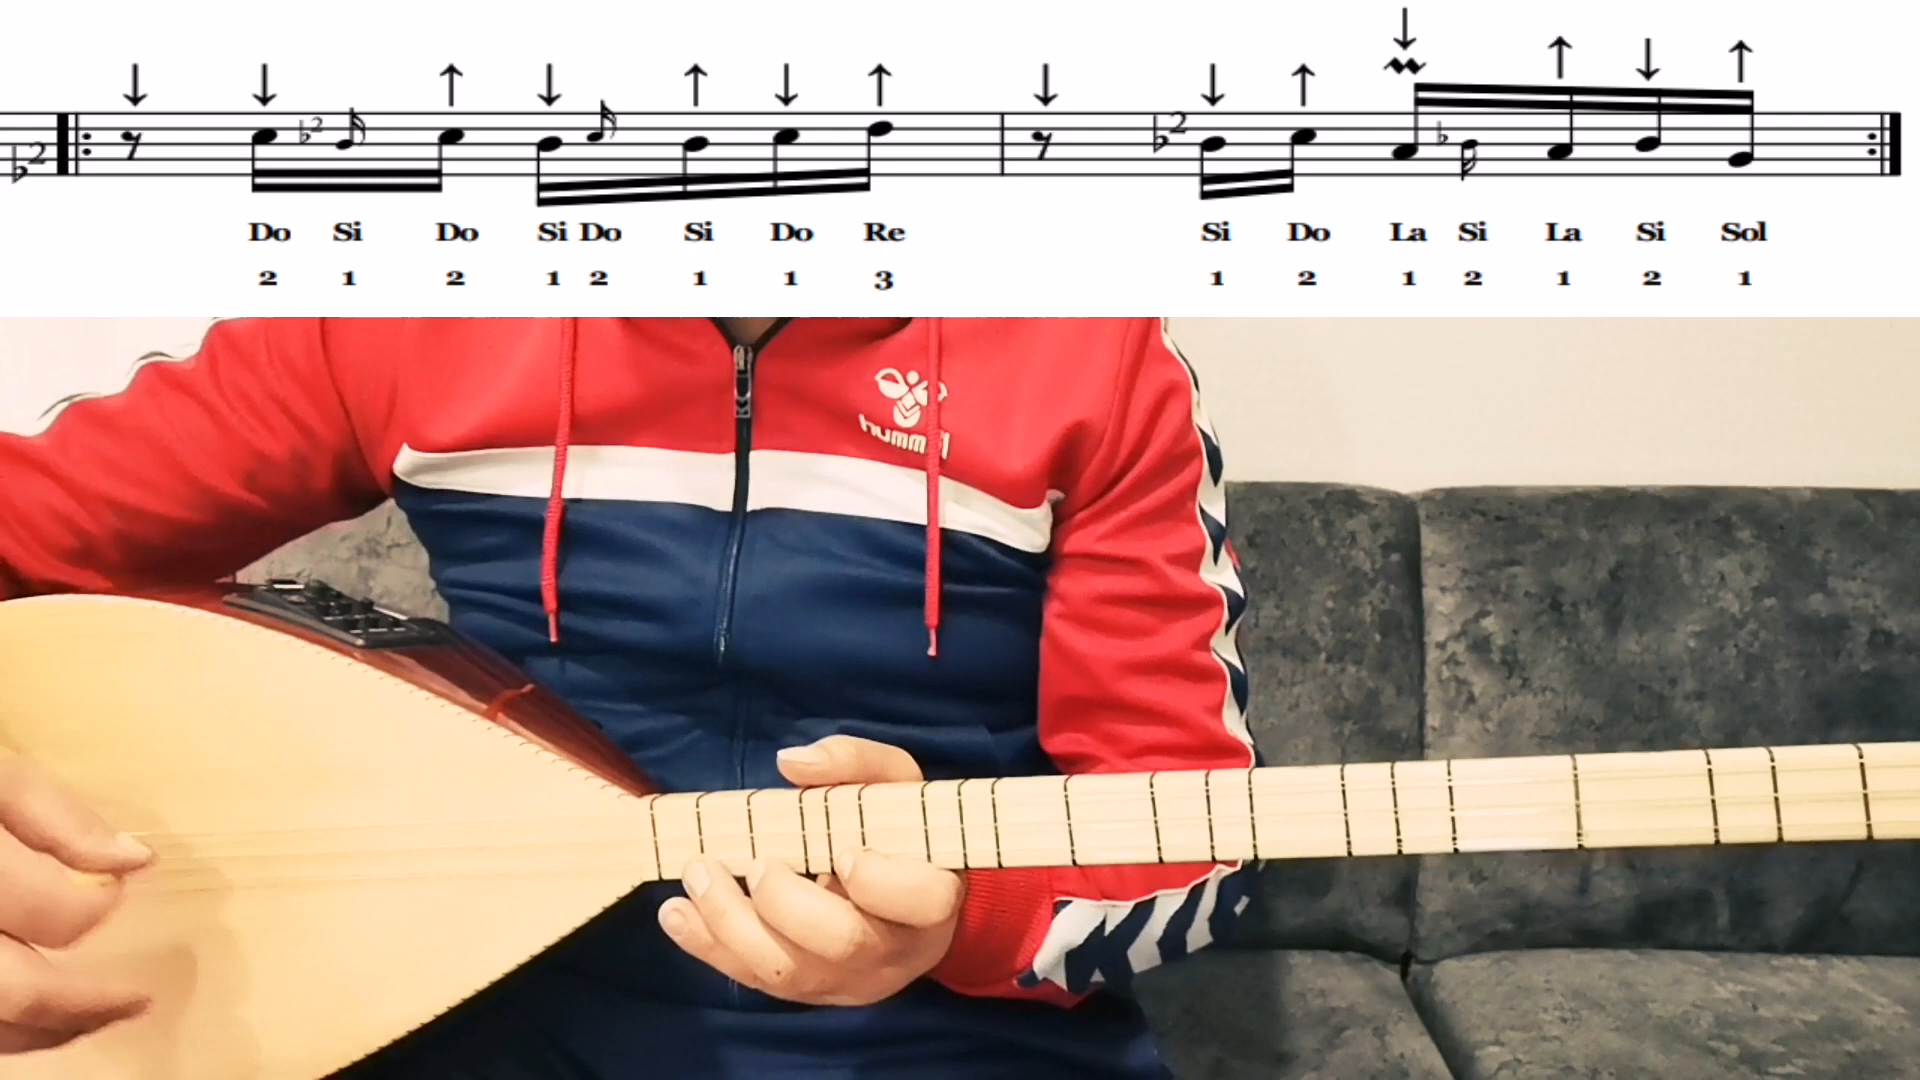 Do Si Do Si Do Si Do Re Si Do La Si La Si Sol
2 1 2 1 2 1 1 3 1 2 1 2 1 2 1
hummel